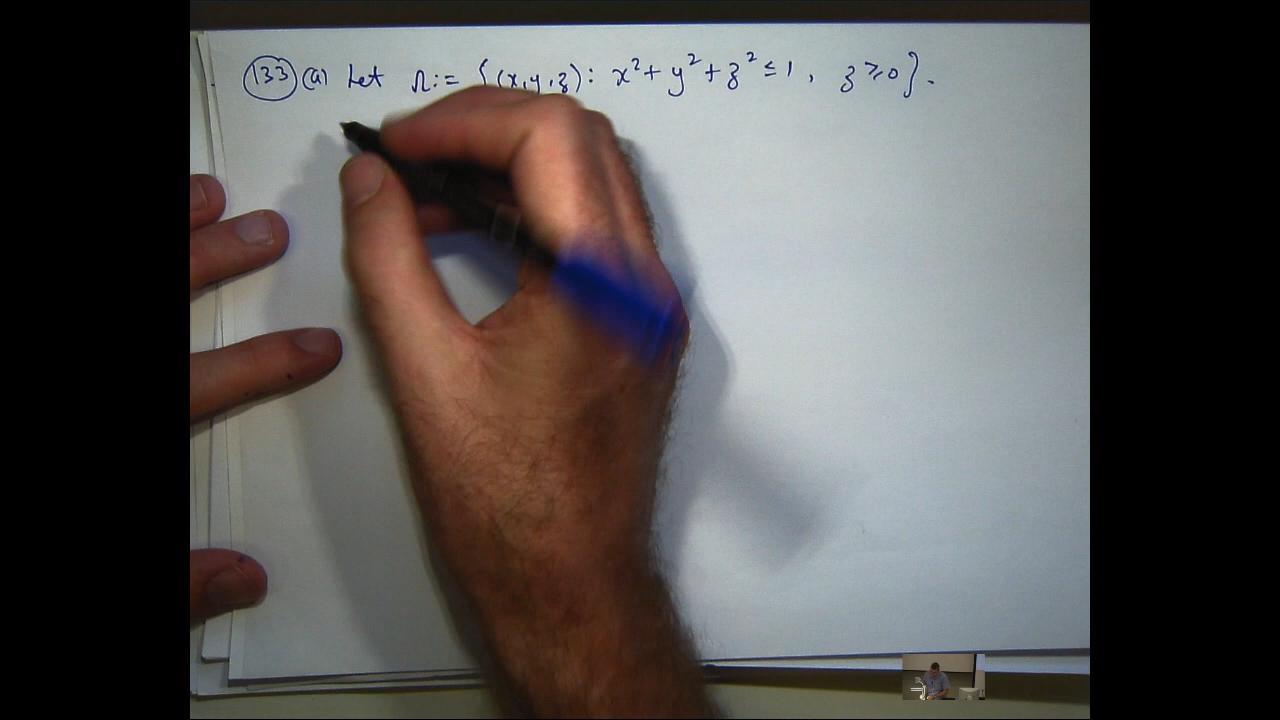 133 (a) Let Ω := {(x,y,z): x² + y² + z² ≤ 1, z ≥ 0}.